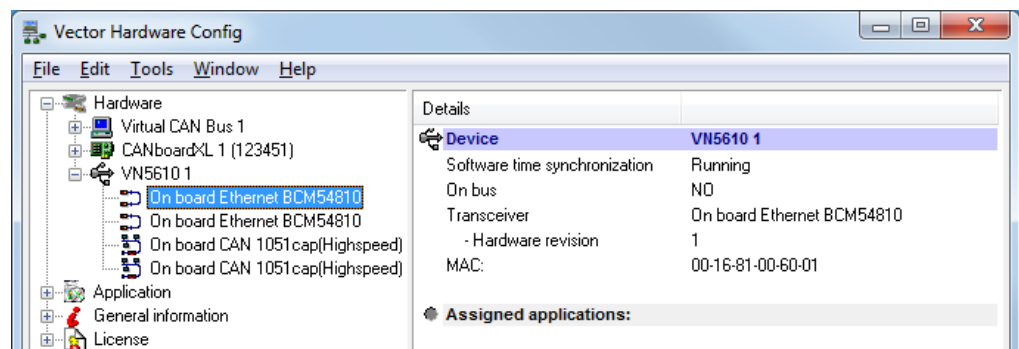 Vector Hardware Config
File Edit Tools Window Help
Hardware
Virtual CAN Bus 1
CANboardXL 1 (123451)
VN5610 1
On board Ethernet BCM54810
On board Ethernet BCM54810
On board CAN 1051cap(Highspeed)
On board CAN 1051cap(Highspeed)
Application
General information
License
Details
Device VN5610 1
Software time synchronization Running
On bus NO
Transceiver On board Ethernet BCM54810
- Hardware revision 1
MAC: 00-16-81-00-60-01
Assigned applications: